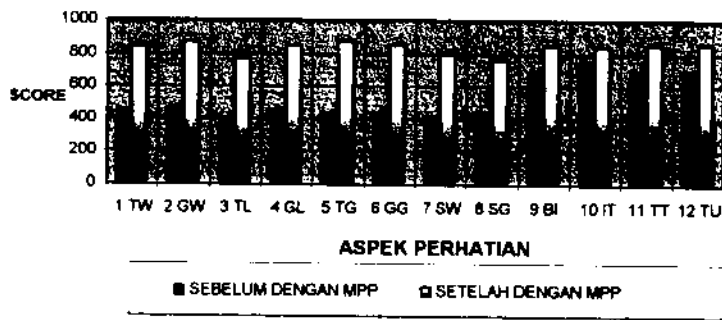 1000
800
600
SCORE
400
200
0
1 TW 2 GW 3 TL 4 GL 5 TG 6 GG 7 SW 8 SG 9 BI 10 IT 11 TT 12 TU
ASPEK PERHATIAN
SEBELUM DENGAN MPP SETELAH DENGAN MPP